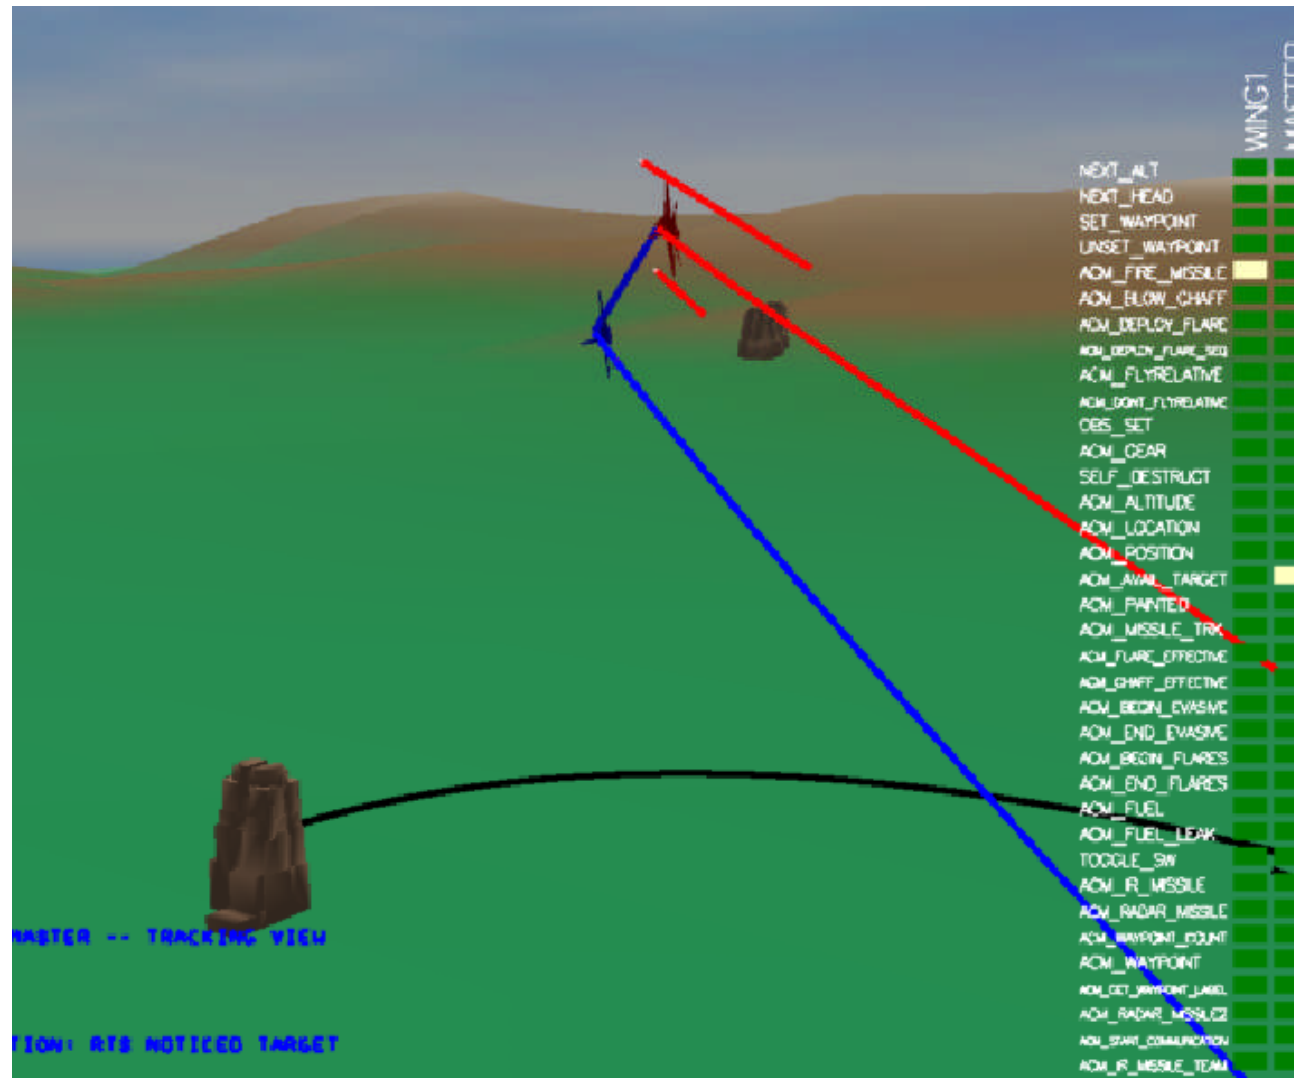 WING1
MASTER
NEXT_ALT
NEXT_HEAD
SET_WAYPOINT
UNSET_WAYPOINT
ACM_FIRE_MISSILE
ACM_BLOW_CHAFF
ACM_DEPLOY_FLARE
ACM_DEPLOY_FLARE_SEQ
ACM_FLYRELATIVE
ACM_DONT_FLYRELATIVE
OBS_SET
ACM_GEAR
SELF_DESTRUCT
ACM_ALTITUDE
ACM_LOCATION
ACM_POSITION
ACM_AVAIL_TARGET
ACM_PAINTED
ACM_MISSILE_TRK
ACM_FLARE_EFFECTIVE
ACM_CHAFF_EFFECTIVE
ACM_BEGIN_EVASIVE
ACM_END_EVASIVE
ACM_BEGIN_FLARES
ACM_END_FLARES
ACM_FUEL
ACM_FUEL_LEAK
TOGGLE_SW
ACM_IR_MISSILE
ACM_RADAR_MISSILE
ACM_WAYPOINT_COUNT
MASTER -- TRACKING VIEW
ACM_WAYPOINT
ACM_GET_WAYPOINT_LABEL
ACM_RADAR_MISSILE2
ACM_START_COMMUNICATION
TION: RTS NOTICED TARGET
ACM_IR_MISSILE_TEAM